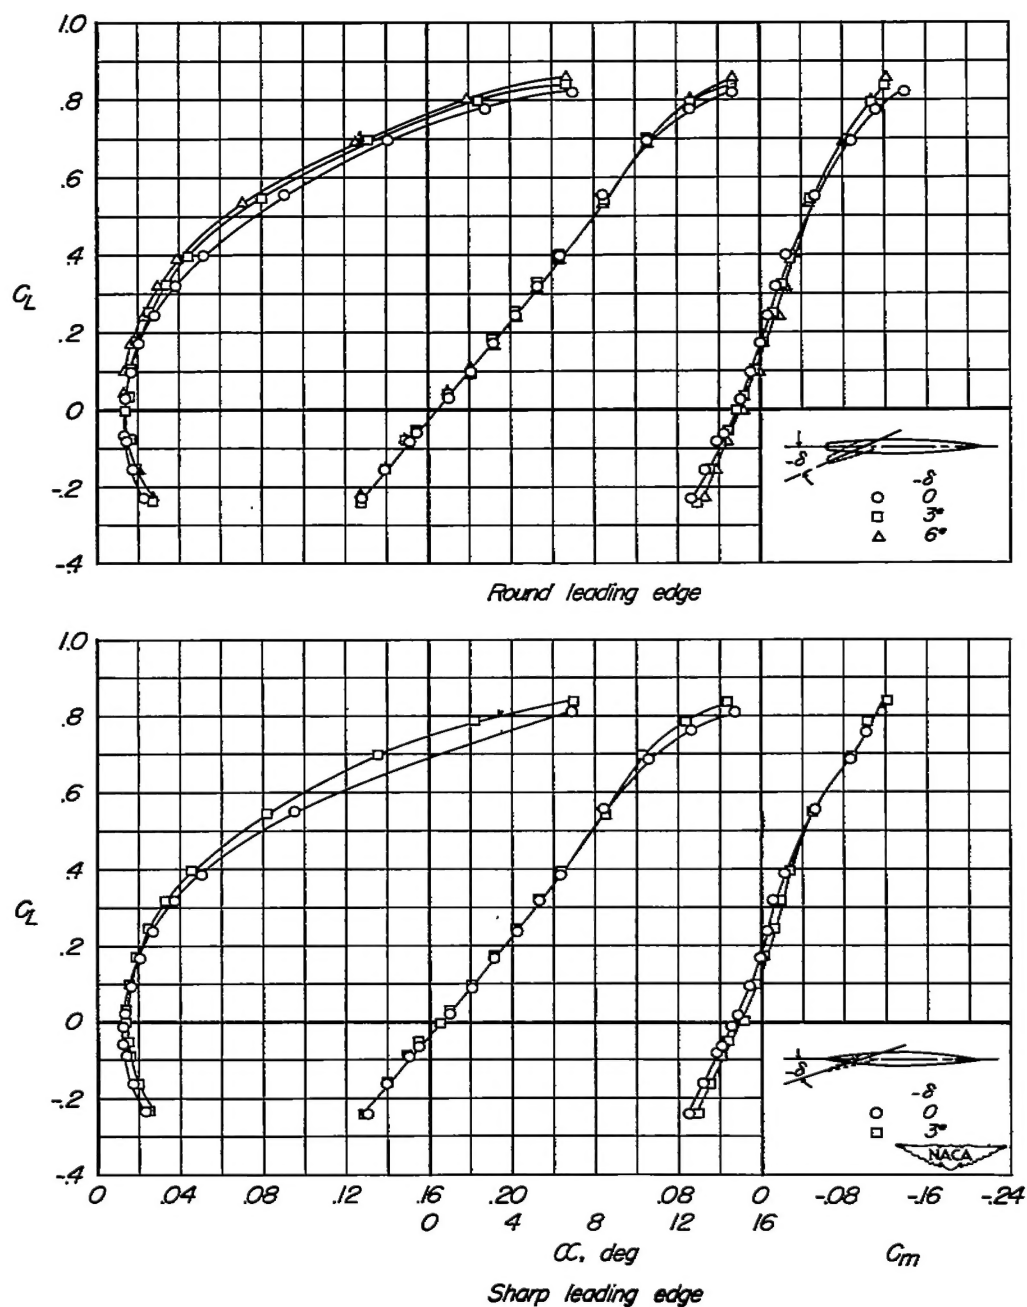 1.0
.8
.6
.4
C_L
.2
0
-.2
-.4
-δ
-δ
0
3°
6°
Round leading edge
1.0
.8
.6
.4
C_L
.2
0
-.2
-.4
-δ
-δ
0
3°
NACA
0 .04 .08 .12 .16 .20 .08 0 -.08 -.16 -.24
0 4 8 12 16
α, deg C_m
Sharp leading edge